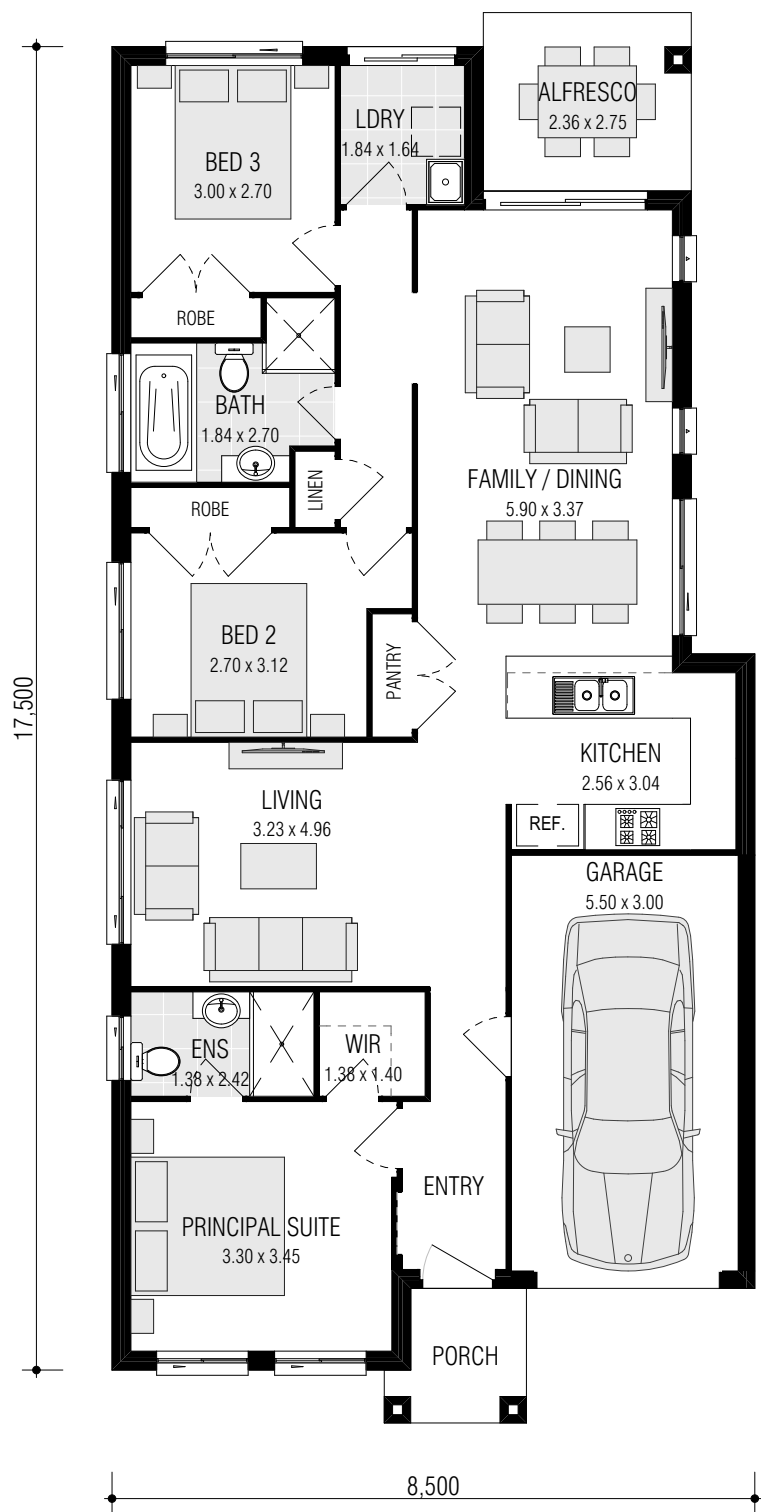 ALFRESCO
2.36 x 2.75
LDRY
1.84 x 1.64
BED 3
3.00 x 2.70
ROBE
BATH
1.84 x 2.70
LINEN
ROBE
FAMILY / DINING
5.90 x 3.37
BED 2
2.70 x 3.12
PANTRY
17,500
KITCHEN
2.56 x 3.04
REF.
LIVING
3.23 x 4.96
GARAGE
5.50 x 3.00
ENS
1.38 x 2.42
WIR
1.38 x 1.40
ENTRY
PRINCIPAL SUITE
3.30 x 3.45
PORCH
8,500